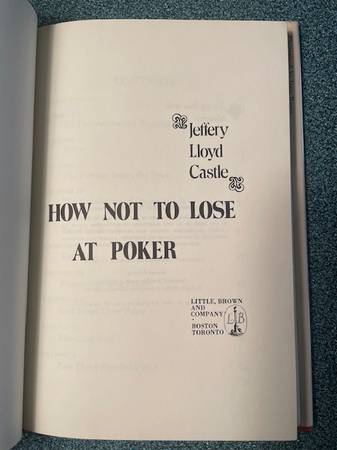 Jeffery
Lloyd
Castle
HOW NOT TO LOSE
AT POKER
LITTLE, BROWN
AND
COMPANY
•
BOSTON
TORONTO
L B